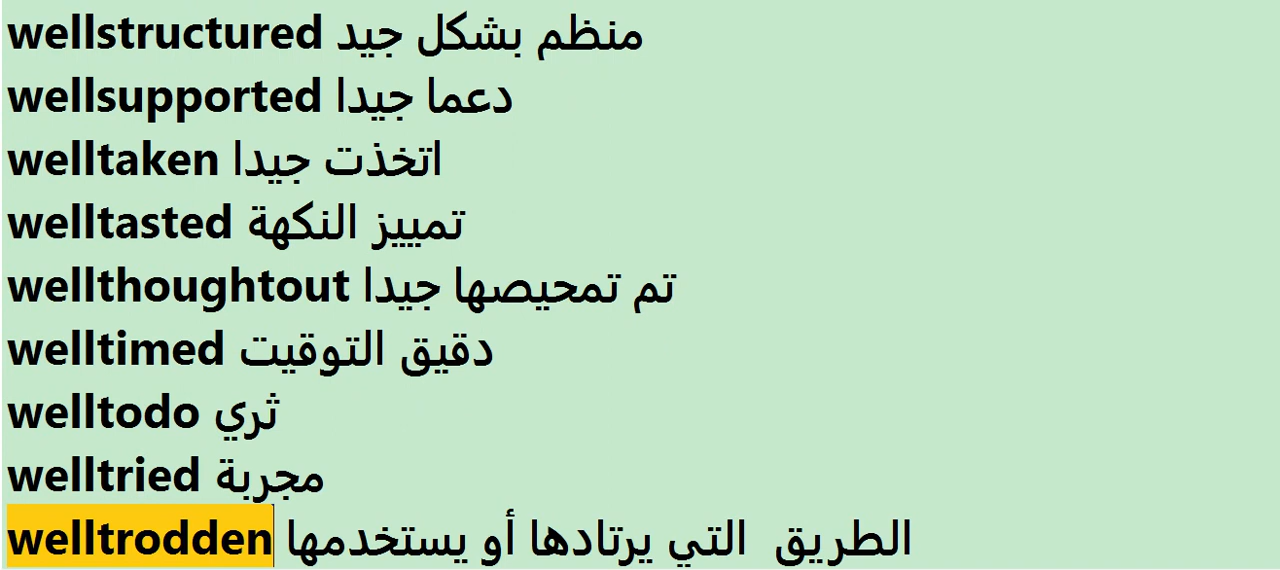 wellstructured منظم بشكل جيد
wellsupported دعما جيدا
welltaken اتخذت جيدا
welltasted تمييز النكهة
wellthoughtout تم تمحيصها جيدا
welltimed دقيق التوقيت
welltodo ثري
welltried مجربة
welltrodden الطريق التي يرتادها أو يستخدمها